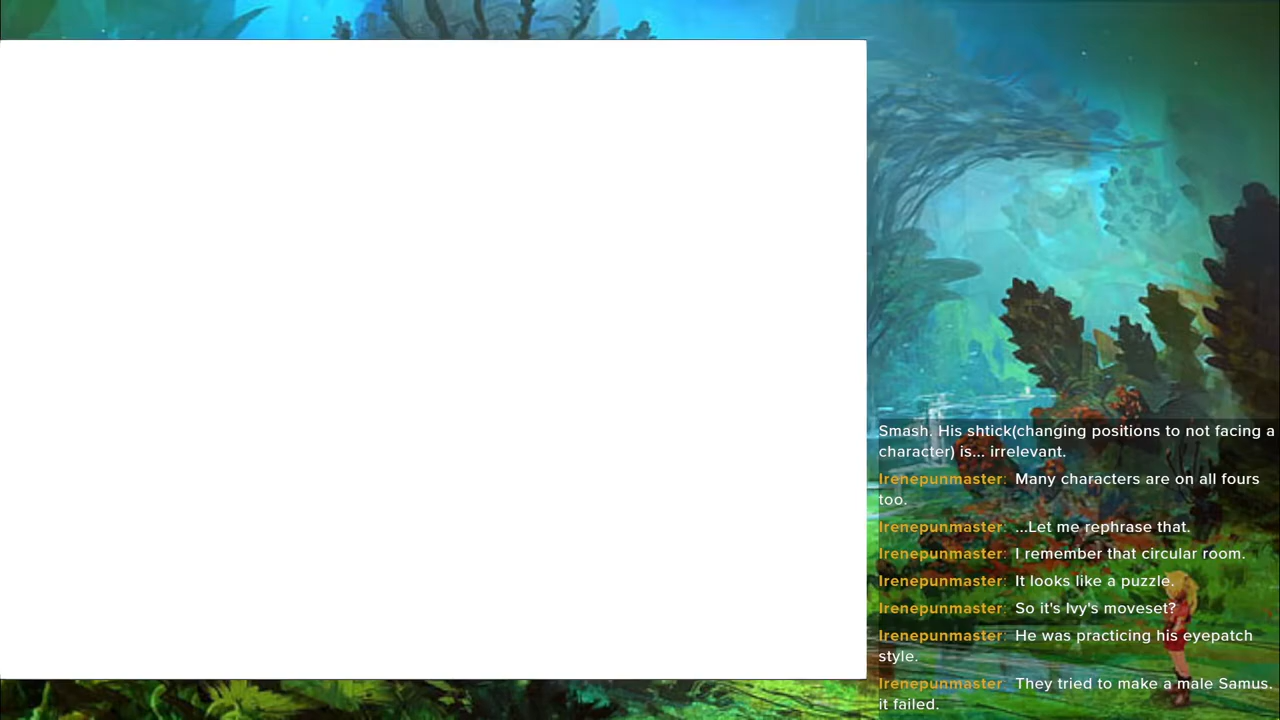 Smash. His shtick(changing positions to not facing a
character) is... irrelevant.
Irenepunmaster: Many characters are on all fours
too.
Irenepunmaster: ...Let me rephrase that.
Irenepunmaster: I remember that circular room.
Irenepunmaster: It looks like a puzzle.
Irenepunmaster: So it's Ivy's moveset?
Irenepunmaster: He was practicing his eyepatch
style.
Irenepunmaster: They tried to make a male Samus.
it failed.